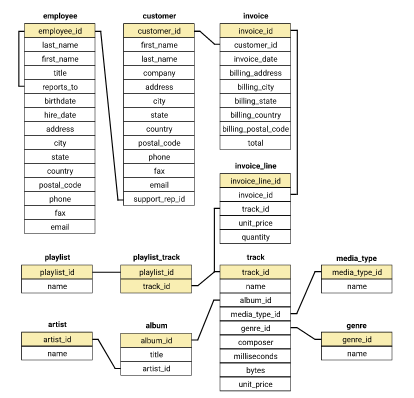 employee
employee_id
last_name
first_name
title
reports_to
birthdate
hire_date
address
city
state
country
postal_code
phone
fax
email
customer
customer_id
first_name
last_name
company
address
city
state
country
postal_code
phone
fax
email
support_rep_id
invoice
invoice_id
customer_id
invoice_date
billing_address
billing_city
billing_state
billing_country
billing_postal_code
total
invoice_line
invoice_line_id
invoice_id
track_id
unit_price
quantity
playlist
playlist_id
name
playlist_track
playlist_id
track_id
track
track_id
name
album_id
media_type_id
genre_id
composer
milliseconds
bytes
unit_price
media_type
media_type_id
name
artist
artist_id
name
album
album_id
title
artist_id
genre
genre_id
name